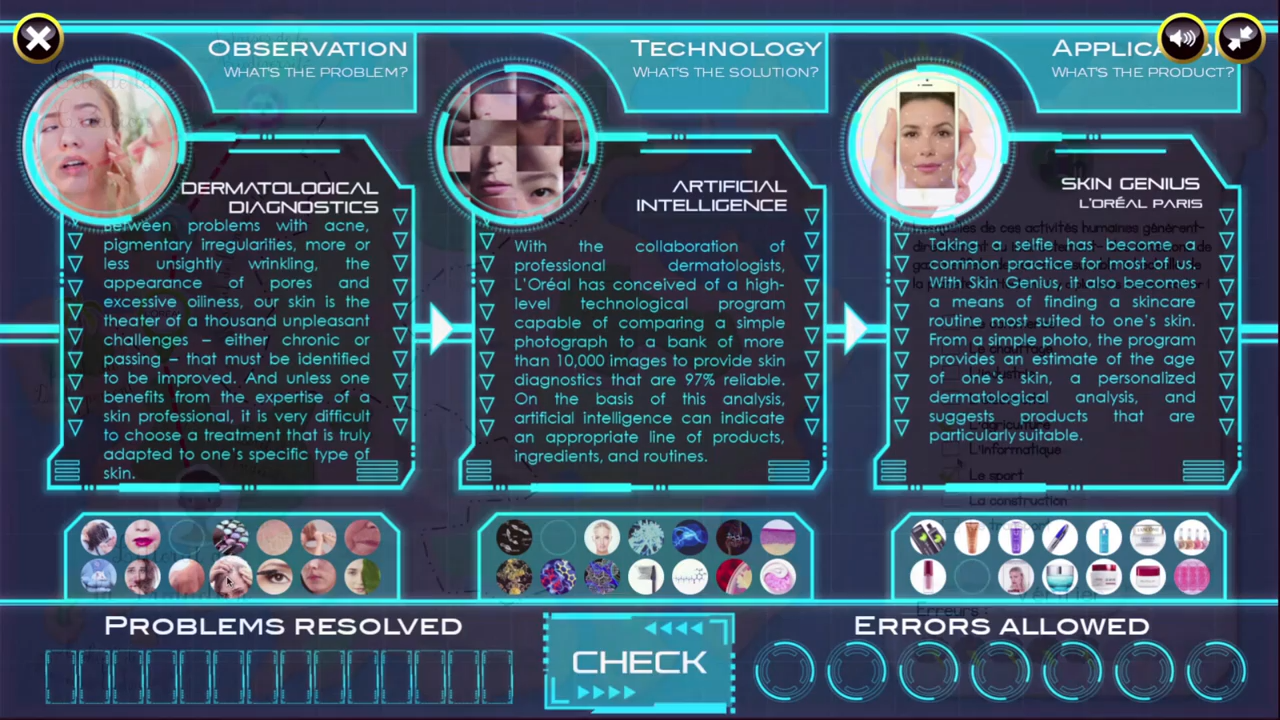 OBSERVATION
WHAT'S THE PROBLEM?
DERMATOLOGICAL
DIAGNOSTICS
Between problems with acne,
pigmentary irregularities, more or
less unsightly wrinkling, the
appearance of pores and
excessive oiliness, our skin is the
theater of a thousand unpleasant
challenges – either chronic or
passing – that must be identified
to be improved. And unless one
benefits from the expertise of a
skin professional, it is very difficult
to choose a treatment that is truly
adapted to one's specific type of
skin.
TECHNOLOGY
WHAT'S THE SOLUTION?
ARTIFICIAL
INTELLIGENCE
With the collaboration of
professional dermatologists,
L'Oréal has conceived of a high-
level technological program
capable of comparing a simple
photograph to a bank of more
than 10,000 images to provide skin
diagnostics that are 97% reliable.
On the basis of this analysis,
artificial intelligence can indicate
an appropriate line of products,
ingredients, and routines.
APPLICATION
WHAT'S THE PRODUCT?
SKIN GENIUS
L'ORÉAL PARIS
Taking a selfie has become a
common practice for most of us.
With Skin Genius, it also becomes
a means of finding a skincare
routine most suited to one's skin.
From a simple photo, the program
provides an estimate of the age
of one's skin, a personalized
dermatological analysis, and
suggests products that are
particularly suitable.
L'informatique
Le sport
La construction
Erreurs :
PROBLEMS RESOLVED
CHECK
ERRORS ALLOWED